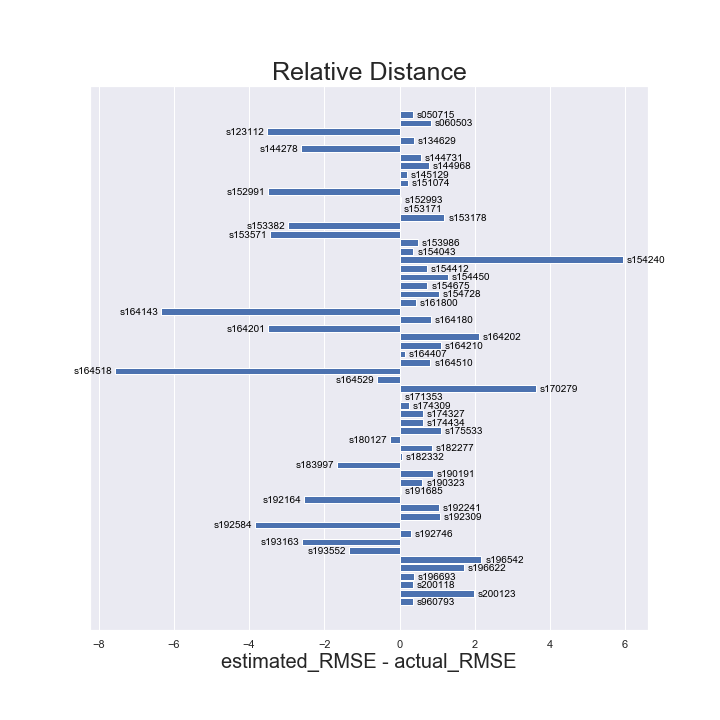 Relative Distance
s050715
s060503
s123112
s134629
s144278
s144731
s144968
s145129
s151074
s152991
s152993
s153171
s153178
s153382
s153571
s153986
s154043
s154240
s154412
s154450
s154675
s154728
s161800
s164143
s164180
s164201
s164202
s164210
s164407
s164510
s164518
s164529
s170279
s171353
s174309
s174327
s174434
s175533
s180127
s182277
s182332
s183997
s190191
s190323
s191685
s192164
s192241
s192309
s192584
s192746
s193163
s193552
s196542
s196622
s196693
s200118
s200123
s960793
−8 −6 −4 −2 0 2 4 6
estimated_RMSE - actual_RMSE